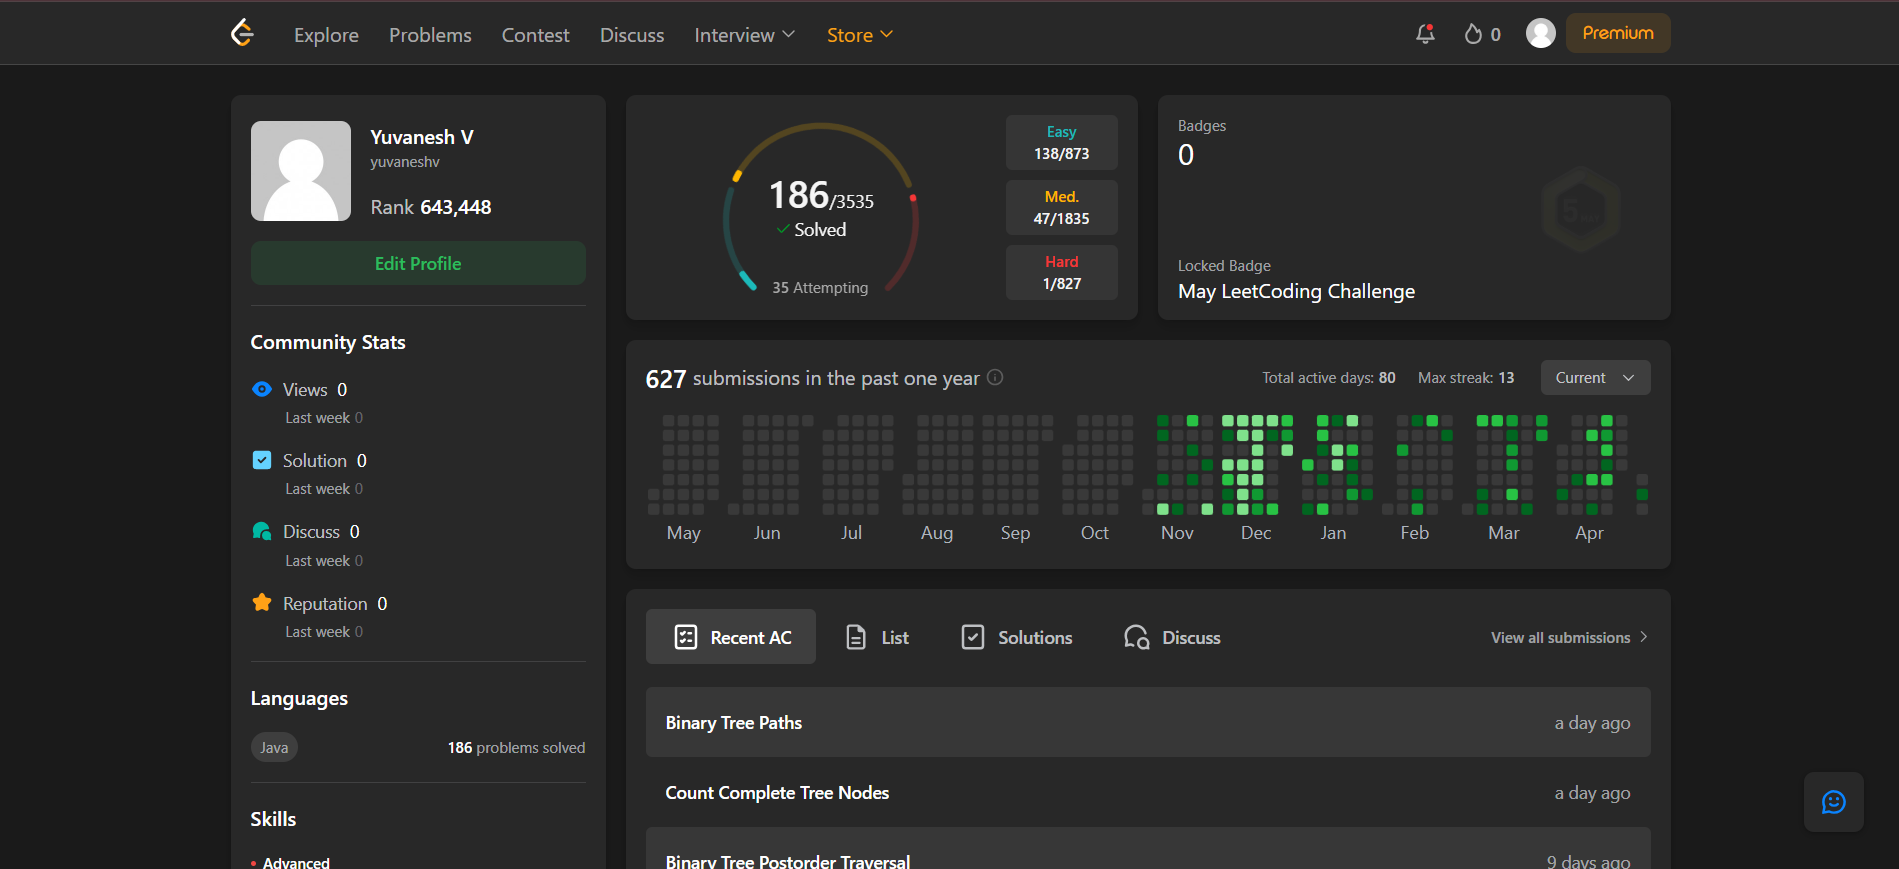 Explore Problems Contest Discuss Interview Store 0 Premium
Yuvanesh V
yuvaneshv
Rank 643,448
Edit Profile
Community Stats
Views 0
Last week 0
Solution 0
Last week 0
Discuss 0
Last week 0
Reputation 0
Last week 0
Languages
Java 186 problems solved
Skills
Advanced
186/3535
Solved
35 Attempting
Easy
138/873
Med.
47/1835
Hard
1/827
Badges
0
Locked Badge
May LeetCoding Challenge
627 submissions in the past one year Total active days: 80 Max streak: 13 Current
May Jun Jul Aug Sep Oct Nov Dec Jan Feb Mar Apr
Recent AC List Solutions Discuss View all submissions
Binary Tree Paths a day ago
Count Complete Tree Nodes a day ago
Binary Tree Postorder Traversal 9 days ago